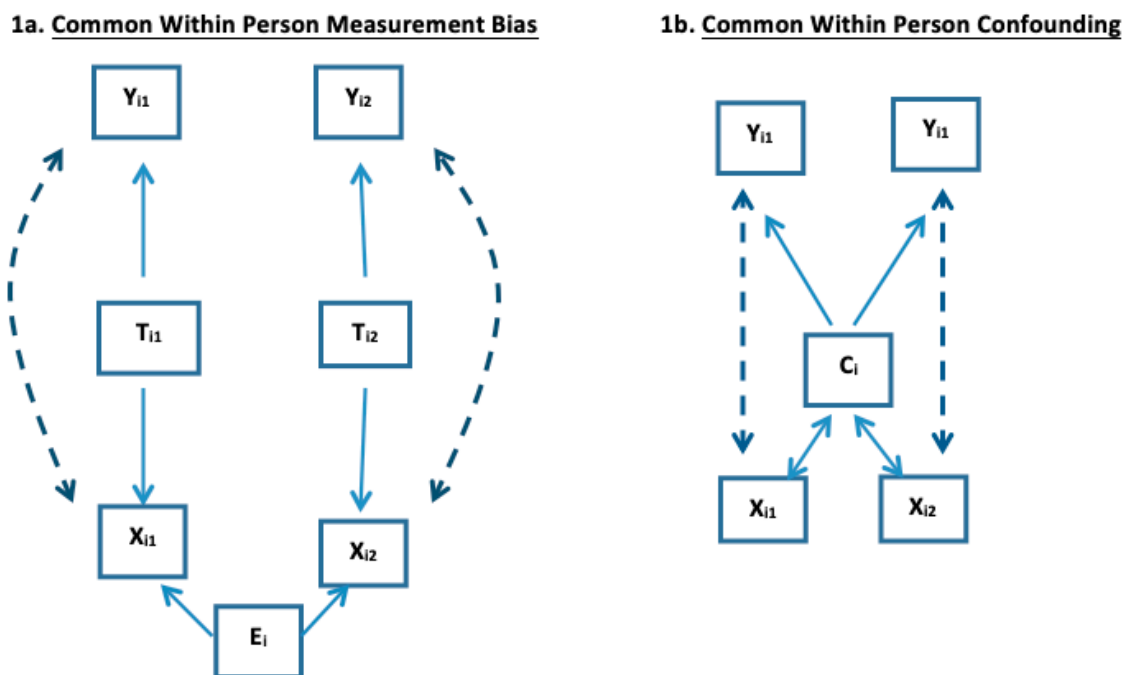 1a. Common Within Person Measurement Bias
Yi1
Yi2
Ti1
Ti2
Xi1
Xi2
Ei
1b. Common Within Person Confounding
Yi1
Yi1
Ci
Xi1
Xi2